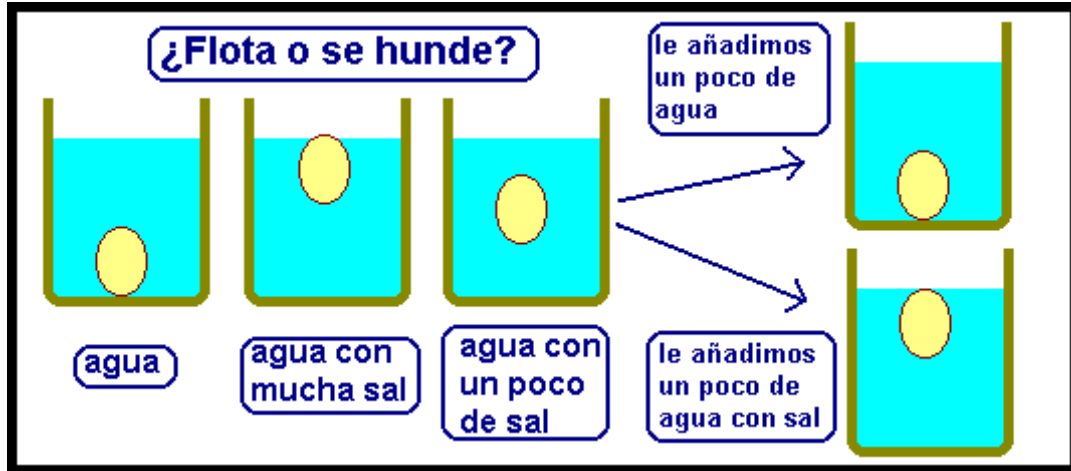 ¿Flota o se hunde?
agua
agua con
mucha sal
agua con
un poco
de sal
le añadimos
un poco de
agua
le añadimos
un poco de
agua con sal